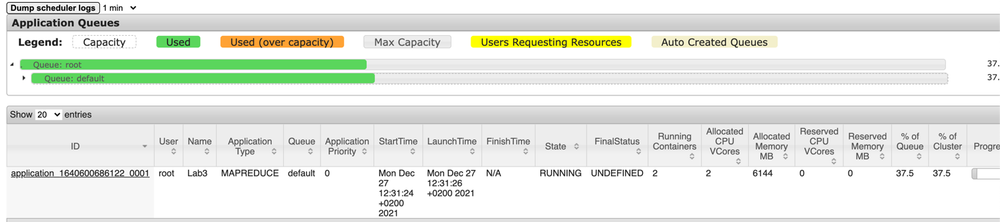 Dump scheduler logs 1 min
Application Queues
Legend: Capacity Used Used (over capacity) Max Capacity Users Requesting Resources Auto Created Queues
Queue: root 37.
Queue: default 37.
Show 20 entries
ID User Name Application Type Queue Application Priority StartTime LaunchTime FinishTime State FinalStatus Running Containers Allocated CPU VCores Allocated Memory MB Reserved CPU VCores Reserved Memory MB % of Queue % of Cluster Progre
application_1640600686122_0001 root Lab3 MAPREDUCE default 0 Mon Dec 27 12:31:24 +0200 2021 Mon Dec 27 12:31:26 +0200 2021 N/A RUNNING UNDEFINED 2 2 6144 0 0 37.5 37.5